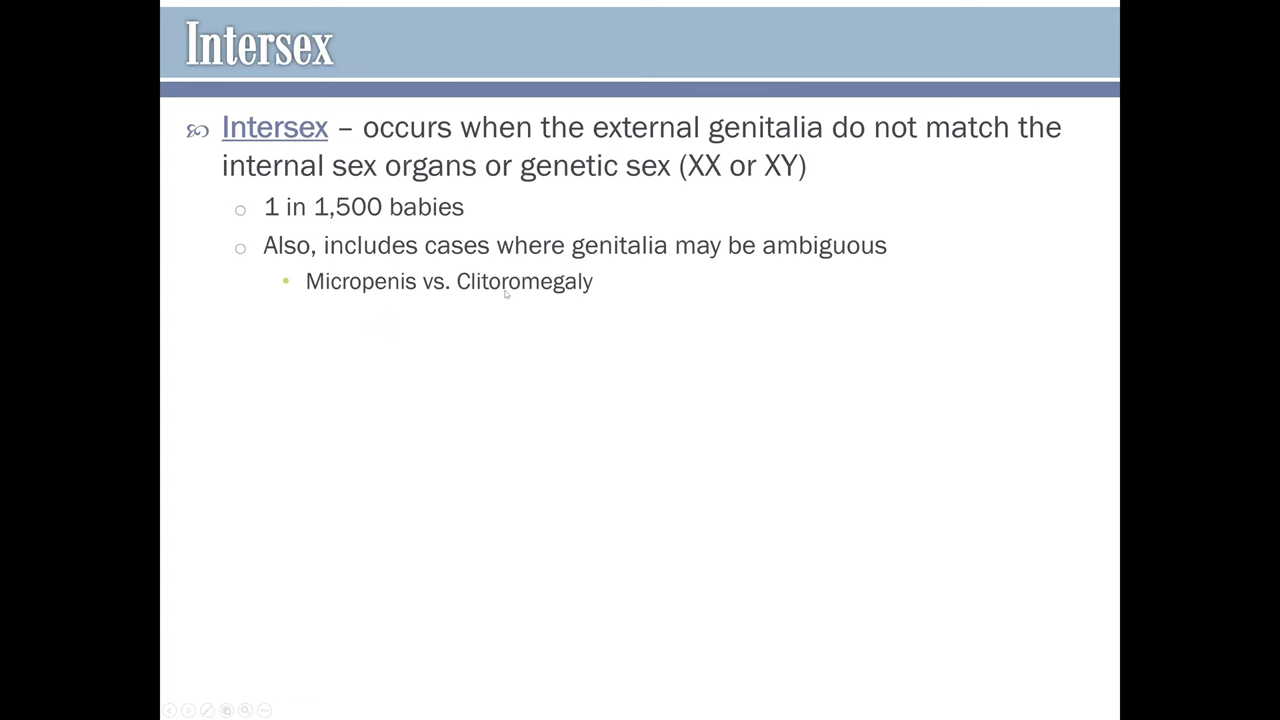 Intersex
Intersex – occurs when the external genitalia do not match the
internal sex organs or genetic sex (XX or XY)
1 in 1,500 babies
Also, includes cases where genitalia may be ambiguous
Micropenis vs. Clitoromegaly